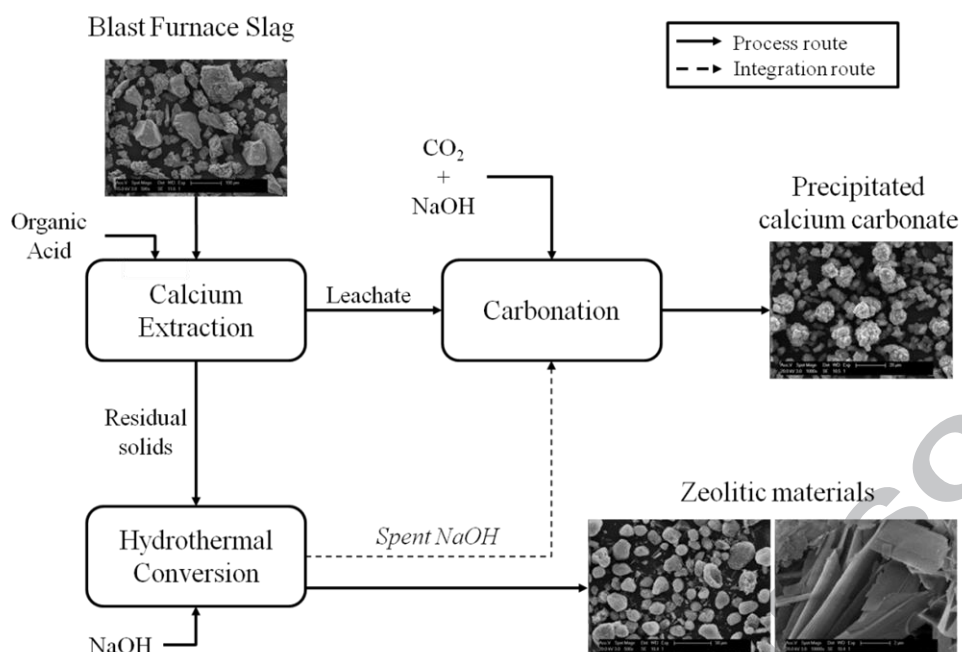 Blast Furnace Slag
Process route
Integration route
CO₂
+
NaOH
Organic
Acid
Precipitated
calcium carbonate
Calcium
Extraction
Leachate
Carbonation
Residual
solids
Zeolitic materials
Hydrothermal
Conversion
Spent NaOH
NaOH